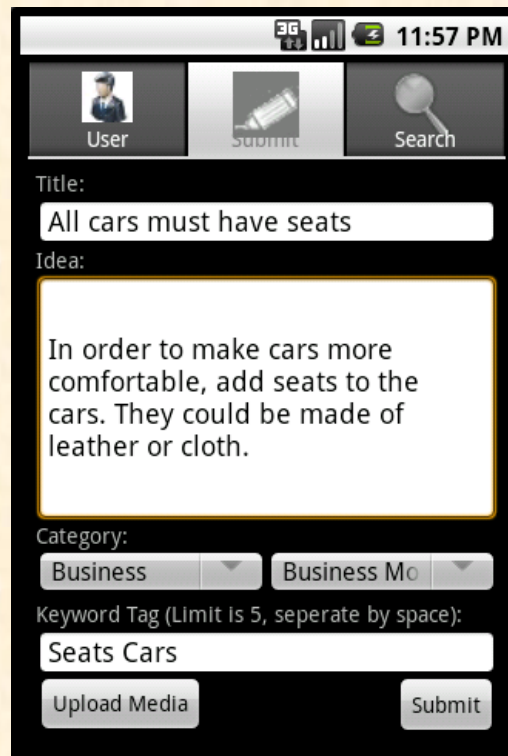 3G 11:57 PM
User Submit Search
Title:
All cars must have seats
Idea:
In order to make cars more
comfortable, add seats to the
cars. They could be made of
leather or cloth.
Category:
Business Business Mo
Keyword Tag (Limit is 5, seperate by space):
Seats Cars
Upload Media Submit